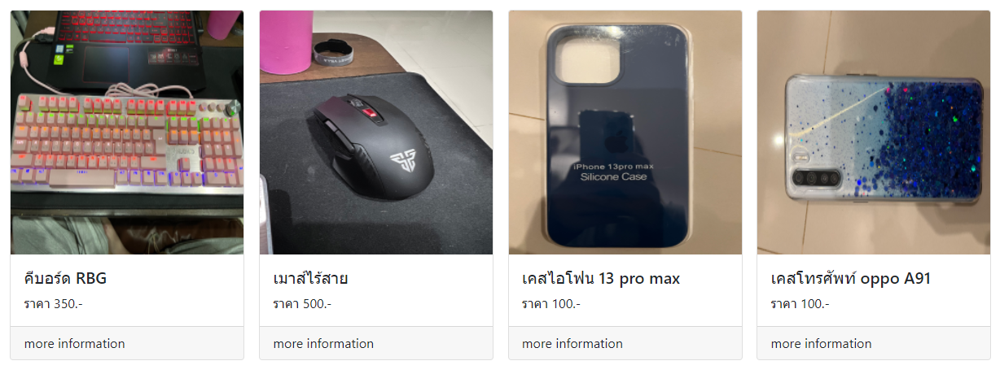 iPhone 13pro max
Silicone Case
คีบอร์ด RBG
ราคา 350.-
more information
เมาส์ไร้สาย
ราคา 500.-
more information
เคสไอโฟน 13 pro max
ราคา 100.-
more information
เคสโทรศัพท์ oppo A91
ราคา 100.-
more information